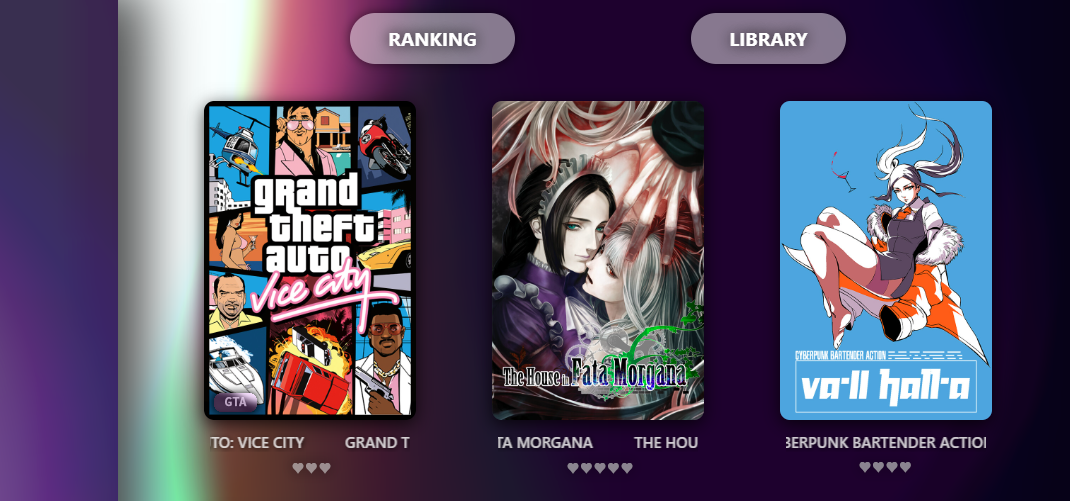 RANKING
LIBRARY
grand
theft
auto
vice city
GTA
The House in Fata Morgana
CYBERPUNK BARTENDER ACTION
va-11 hall-a
TO: VICE CITY GRAND T
TA MORGANA THE HOU
BERPUNK BARTENDER ACTIO